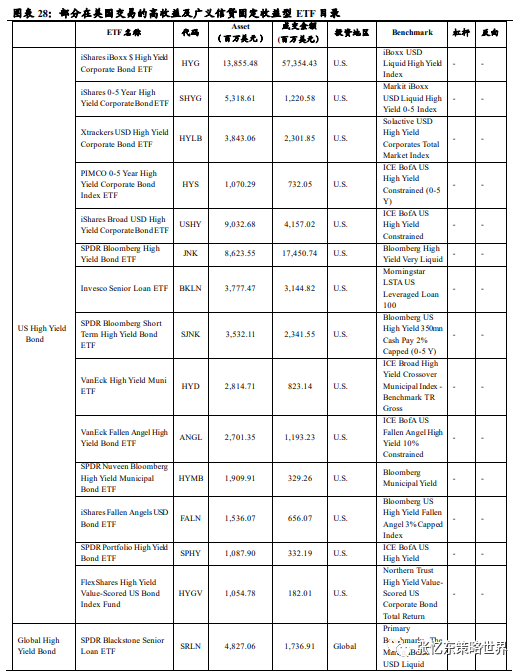 图表 28：部分在美国交易的高收益及广义信贷固定收益型 ETF 目录
ETF 名称 代码 Asset（百万美元） 成交金额（百万美元） 投资地区 Benchmark 杠杆 反向
US High Yield Bond
iShares iBoxx $ High Yield Corporate Bond ETF HYG 13,855.48 57,354.43 U.S. iBoxx USD Liquid High Yield Index - -
iShares 0-5 Year High Yield Corporate Bond ETF SHYG 5,318.61 1,220.58 U.S. Markit iBoxx USD Liquid High Yield 0-5 Index - -
Xtrackers USD High Yield Corporate Bond ETF HYLB 3,843.06 2,301.85 U.S. Solactive USD High Yield Corporates Total Market Index - -
PIMCO 0-5 Year High Yield Corporate Bond Index ETF HYS 1,070.29 732.05 U.S. ICE BofA US High Yield Constrained (0-5 Y) - -
iShares Broad USD High Yield Corporate Bond ETF USHY 9,032.68 4,157.02 U.S. ICE BofA US High Yield Constrained - -
SPDR Bloomberg High Yield Bond ETF JNK 8,623.55 17,450.74 U.S. Bloomberg High Yield Very Liquid - -
Invesco Senior Loan ETF BKLN 3,777.47 3,144.82 U.S. Morningstar LSTA US Leveraged Loan 100 - -
SPDR Bloomberg Short Term High Yield Bond ETF SJNK 3,532.11 2,341.55 U.S. Bloomberg US High Yield 350mn Cash Pay 2% Capped (0-5 Y) - -
VanEck High Yield Muni ETF HYD 2,814.71 823.14 U.S. ICE Broad High Yield Crossover Municipal Index - Benchmark TR Gross - -
VanEck Fallen Angel High Yield Bond ETF ANGL 2,701.35 1,193.23 U.S. ICE BofA US Fallen Angel High Yield 10% Constrained - -
SPDR Nuveen Bloomberg High Yield Municipal Bond ETF HYMB 1,909.91 329.26 U.S. Bloomberg Municipal Yield - -
iShares Fallen Angels USD Bond ETF FALN 1,536.07 656.07 U.S. Bloomberg US High Yield Fallen Angel 3% Capped Index - -
SPDR Portfolio High Yield Bond ETF SPHY 1,087.90 332.19 U.S. ICE BofA US High Yield - -
FlexShares High Yield Value-Scored US Bond Index Fund HYGV 1,054.78 182.01 U.S. Northern Trust High Yield Value-Scored US Corporate Bond Total Return - -
Global High Yield Bond
SPDR Blackstone Senior Loan ETF SRLN 4,827.06 1,736.91 Global Primary The USD Liquid
张忆东策略世界